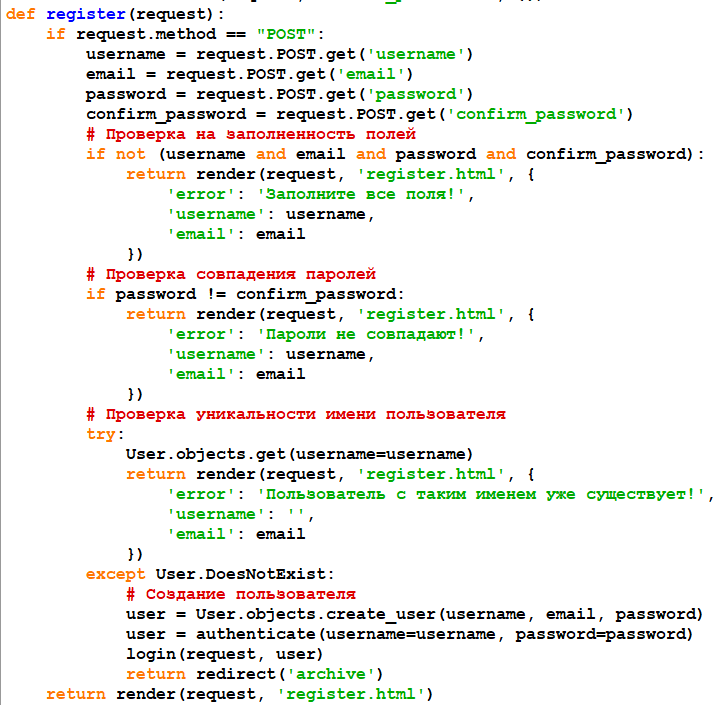 def register(request):
    if request.method == "POST":
        username = request.POST.get('username')
        email = request.POST.get('email')
        password = request.POST.get('password')
        confirm_password = request.POST.get('confirm_password')
        # Проверка на заполненность полей
        if not (username and email and password and confirm_password):
            return render(request, 'register.html', {
                'error': 'Заполните все поля!',
                'username': username,
                'email': email
            })
        # Проверка совпадения паролей
        if password != confirm_password:
            return render(request, 'register.html', {
                'error': 'Пароли не совпадают!',
                'username': username,
                'email': email
            })
        # Проверка уникальности имени пользователя
        try:
            User.objects.get(username=username)
            return render(request, 'register.html', {
                'error': 'Пользователь с таким именем уже существует!',
                'username': '',
                'email': email
            })
        except User.DoesNotExist:
            # Создание пользователя
            user = User.objects.create_user(username, email, password)
            user = authenticate(username=username, password=password)
            login(request, user)
            return redirect('archive')
    return render(request, 'register.html')